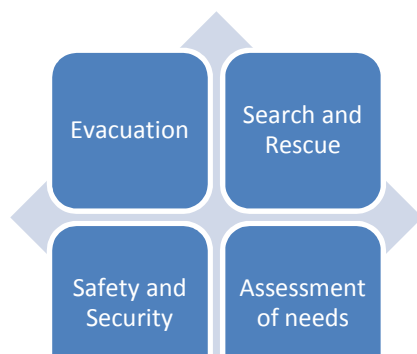 Evacuation
Search and
Rescue
Safety and
Security
Assessment
of needs